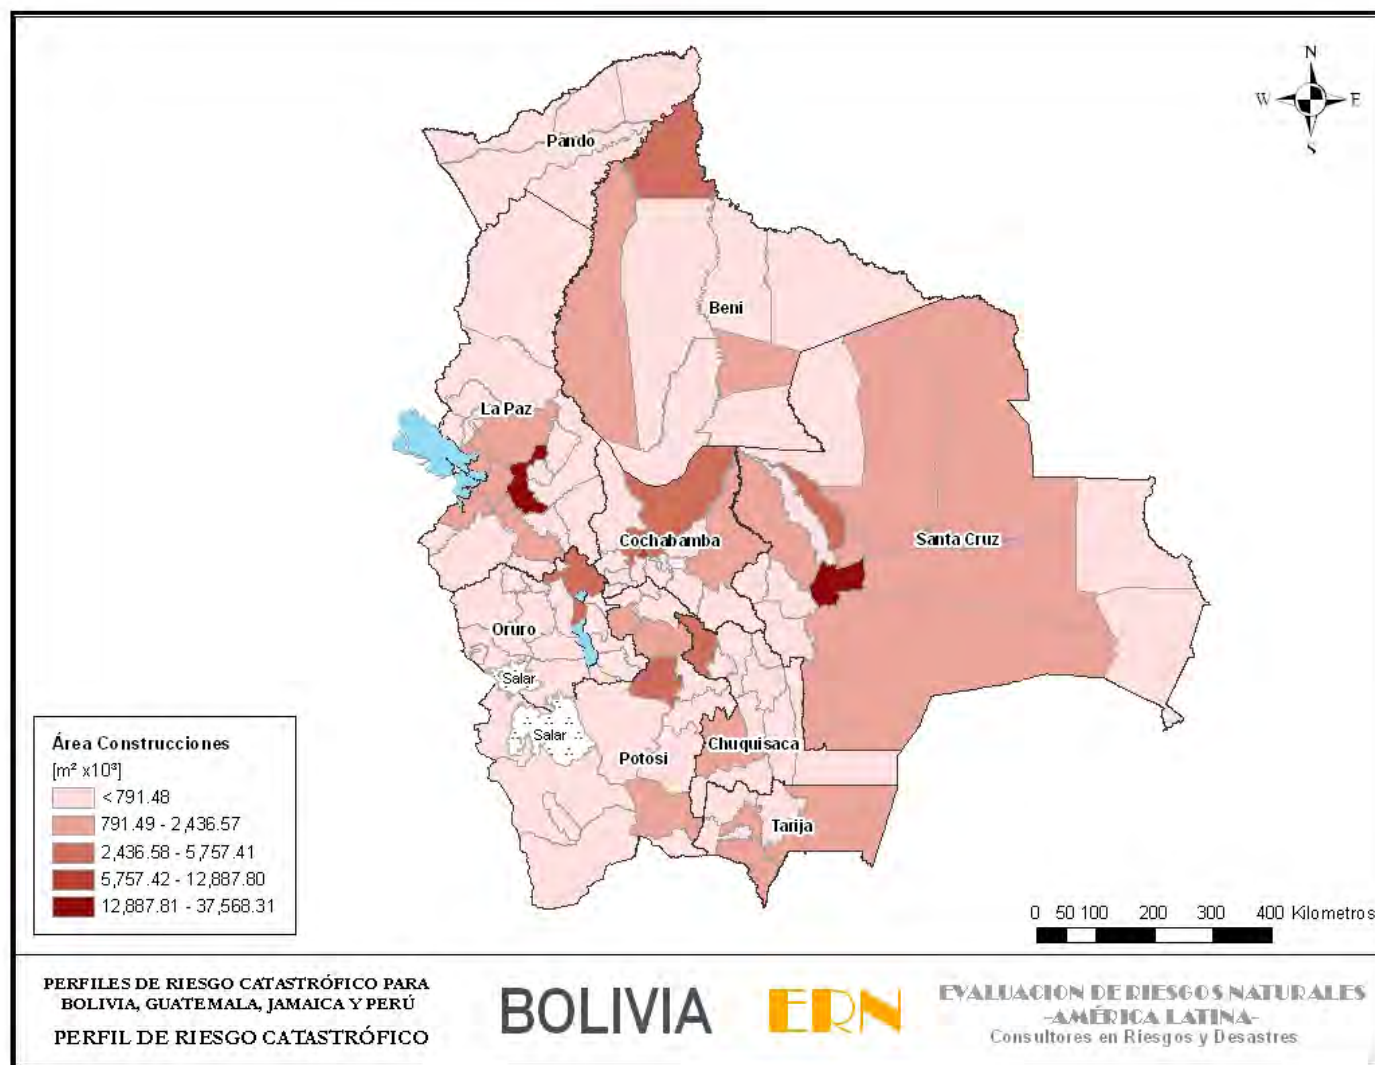 N
W E
S
Pando
Beni
La Paz
Cochabamba
Santa Cruz
Oruro
Salar
Salar
Potosi
Chuquisaca
Tarija
Área Construcciones
[m² x10³]
< 791.48
791.49 - 2,436.57
2,436.58 - 5,757.41
5,757.42 - 12,887.80
12,887.81 - 37,568.31
0 50 100 200 300 400 Kilometros
PERFILES DE RIESGO CATASTRÓFICO PARA
BOLIVIA, GUATEMALA, JAMAICA Y PERÚ
PERFIL DE RIESGO CATASTRÓFICO
BOLIVIA
ERN
EVALUACION DE RIESGOS NATURALES
-AMÉRICA LATINA-
Consultores en Riesgos y Desastres